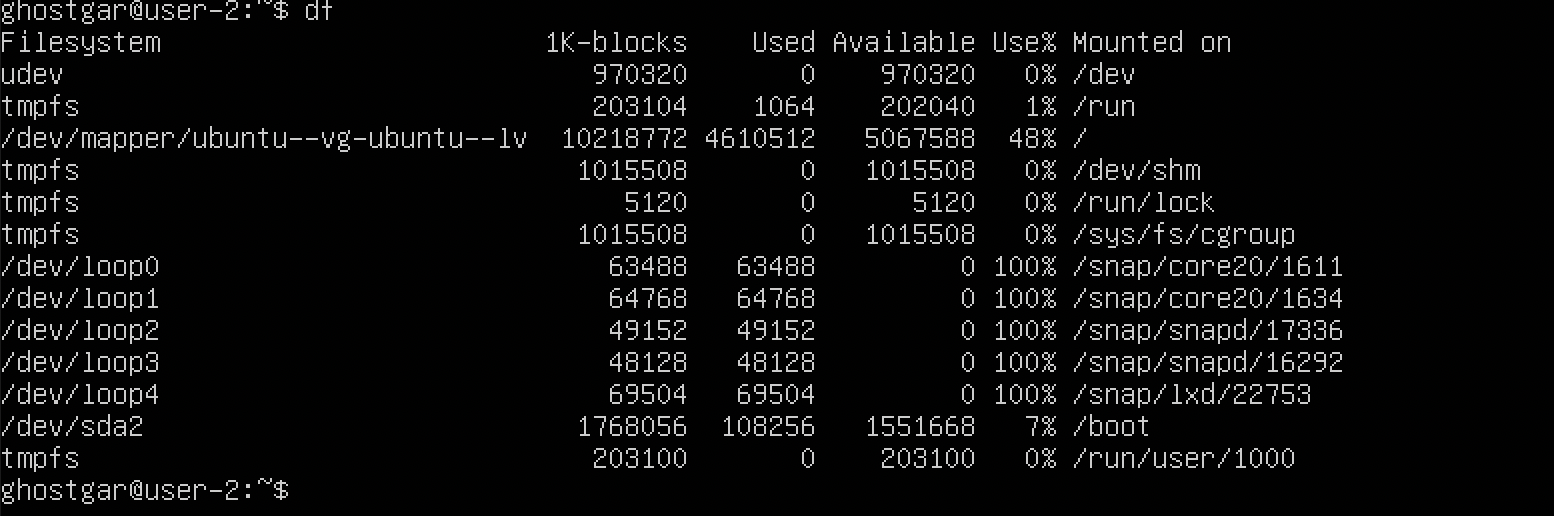 ghostgar@user-2:~$ df
Filesystem                        1K-blocks    Used Available Use% Mounted on
udev                                 970320       0    970320   0% /dev
tmpfs                                203104    1064    202040   1% /run
/dev/mapper/ubuntu--vg-ubuntu--lv  10218772 4610512   5067588  48% /
tmpfs                               1015508       0   1015508   0% /dev/shm
tmpfs                                  5120       0      5120   0% /run/lock
tmpfs                               1015508       0   1015508   0% /sys/fs/cgroup
/dev/loop0                            63488   63488         0 100% /snap/core20/1611
/dev/loop1                            64768   64768         0 100% /snap/core20/1634
/dev/loop2                            49152   49152         0 100% /snap/snapd/17336
/dev/loop3                            48128   48128         0 100% /snap/snapd/16292
/dev/loop4                            69504   69504         0 100% /snap/lxd/22753
/dev/sda2                           1768056  108256   1551668   7% /boot
tmpfs                                203100       0    203100   0% /run/user/1000
ghostgar@user-2:~$